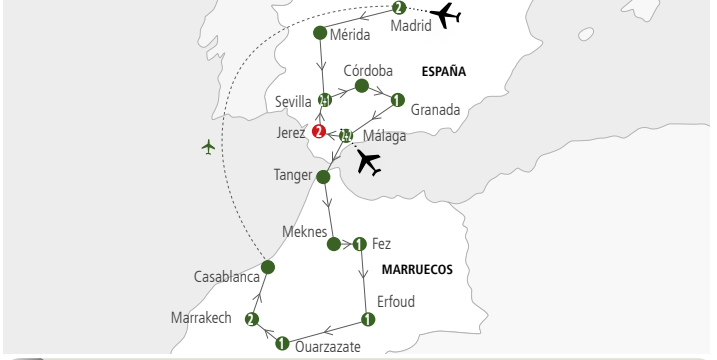 2
Madrid
Mérida
Córdoba
ESPAÑA
Sevilla
1
Granada
Jerez
2
Málaga
Tanger
Meknes
1
Fez
MARRUECOS
Casablanca
Erfoud
Marrakech
2
1
1
Ouarzazate